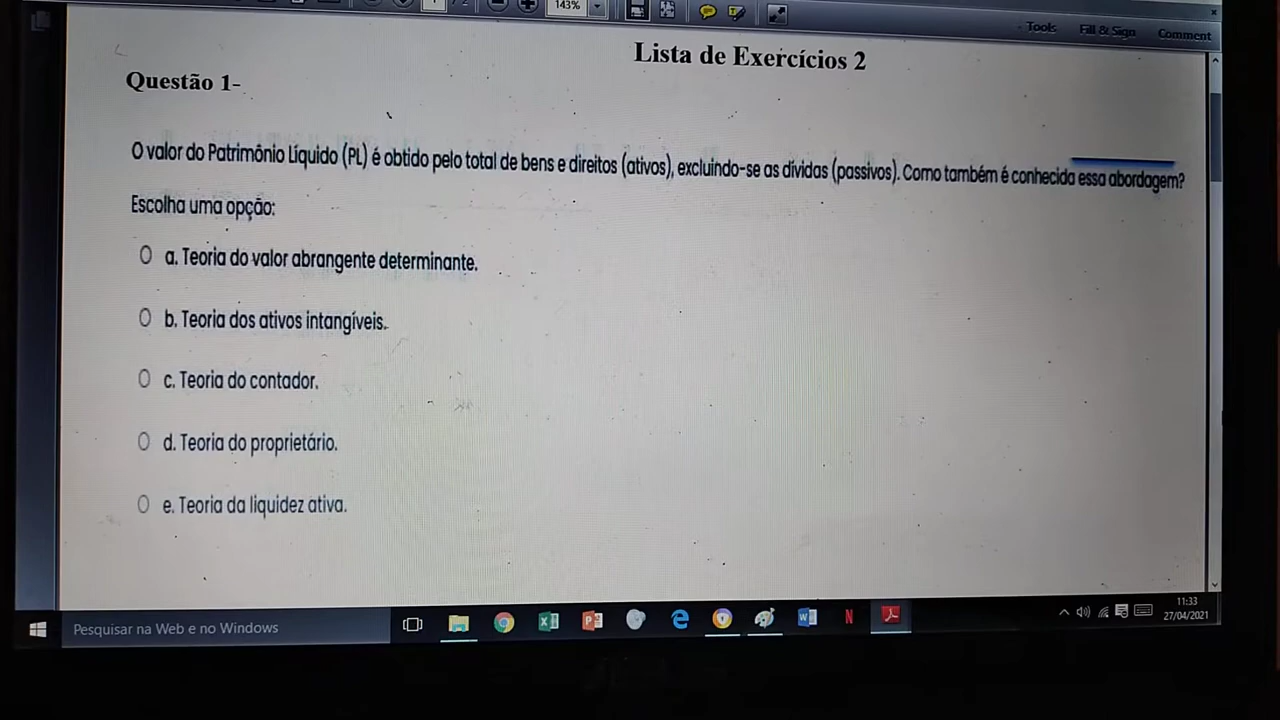 143%
Tools Fill & Sign Comment
Lista de Exercícios 2
Questão 1-
O valor do Patrimônio Líquido (PL) é obtido pelo total de bens e direitos (ativos), excluindo-se as dívidas (passivos). Como também é conhecida essa abordagem?
Escolha uma opção:
a. Teoria do valor abrangente determinante.
b. Teoria dos ativos intangíveis.
c. Teoria do contador.
d. Teoria do proprietário.
e. Teoria da liquidez ativa.
Pesquisar na Web e no Windows
11:33
27/04/2021